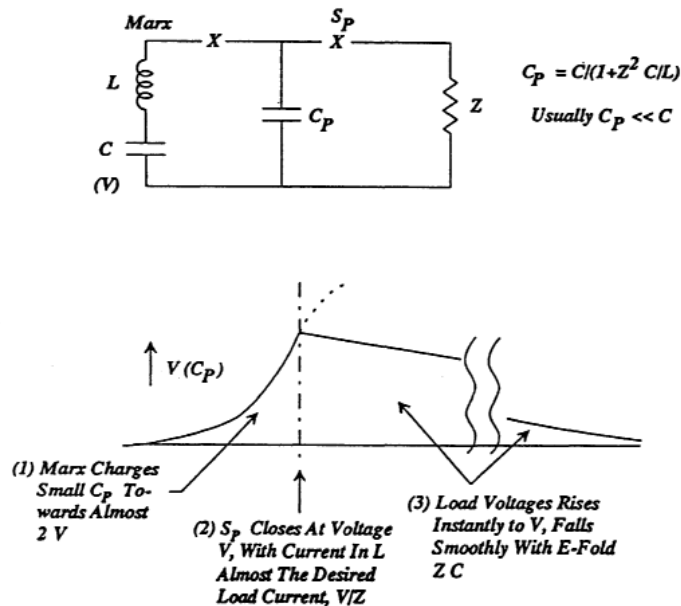 Marx
X
S_P
X
L
C
(V)
C_P
Z
C_P = C/(1+Z^2 C/L)
Usually C_P << C
V (C_P)
(1) Marx Charges
Small C_P To-
wards Almost
2 V
(2) S_P Closes At Voltage
V, With Current In L
Almost The Desired
Load Current, V/Z
(3) Load Voltages Rises
Instantly to V, Falls
Smoothly With E-Fold
Z C